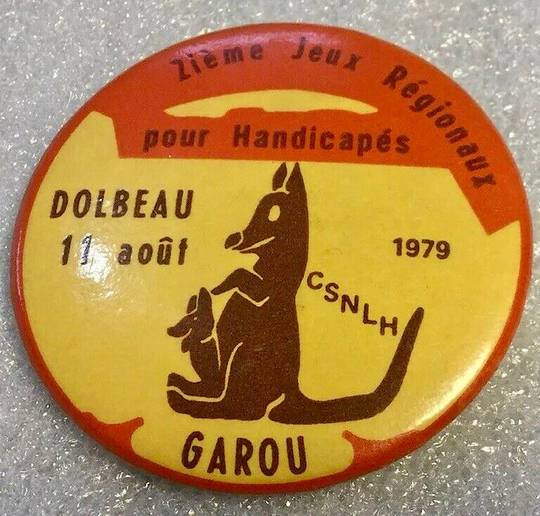 2ième Jeux Régionaux
pour Handicapés
DOLBEAU
11 août
1979
CSNLH
GAROU